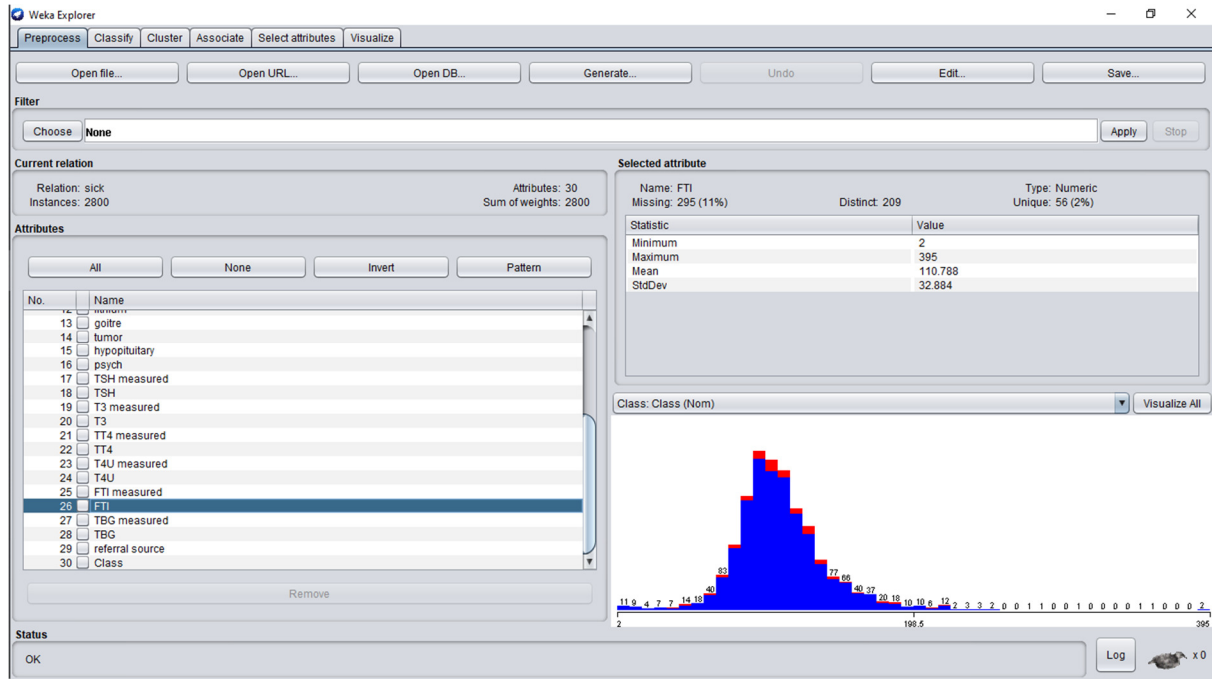 Weka Explorer
Preprocess Classify Cluster Associate Select attributes Visualize
Open file... Open URL... Open DB... Generate... Undo Edit... Save...
Filter
Choose None Apply Stop
Current relation
Relation: sick Attributes: 30
Instances: 2800 Sum of weights: 2800
Attributes
All None Invert Pattern
No. Name
12 lithium
13 goitre
14 tumor
15 hypopituitary
16 psych
17 TSH measured
18 TSH
19 T3 measured
20 T3
21 TT4 measured
22 TT4
23 T4U measured
24 T4U
25 FTI measured
26 FTI
27 TBG measured
28 TBG
29 referral source
30 Class
Remove
Selected attribute
Name: FTI Type: Numeric
Missing: 295 (11%) Distinct: 209 Unique: 56 (2%)
Statistic Value
Minimum 2
Maximum 395
Mean 110.788
StdDev 32.884
Class: Class (Nom) Visualize All
11 9 4 7 7 14 18 40 83 77 66 40 37 20 18 10 10 6 12 2 3 3 2 0 0 1 1 0 0 1 0 0 0 0 1 1 0 0 0 2
2 198.5 395
Status
OK Log x 0